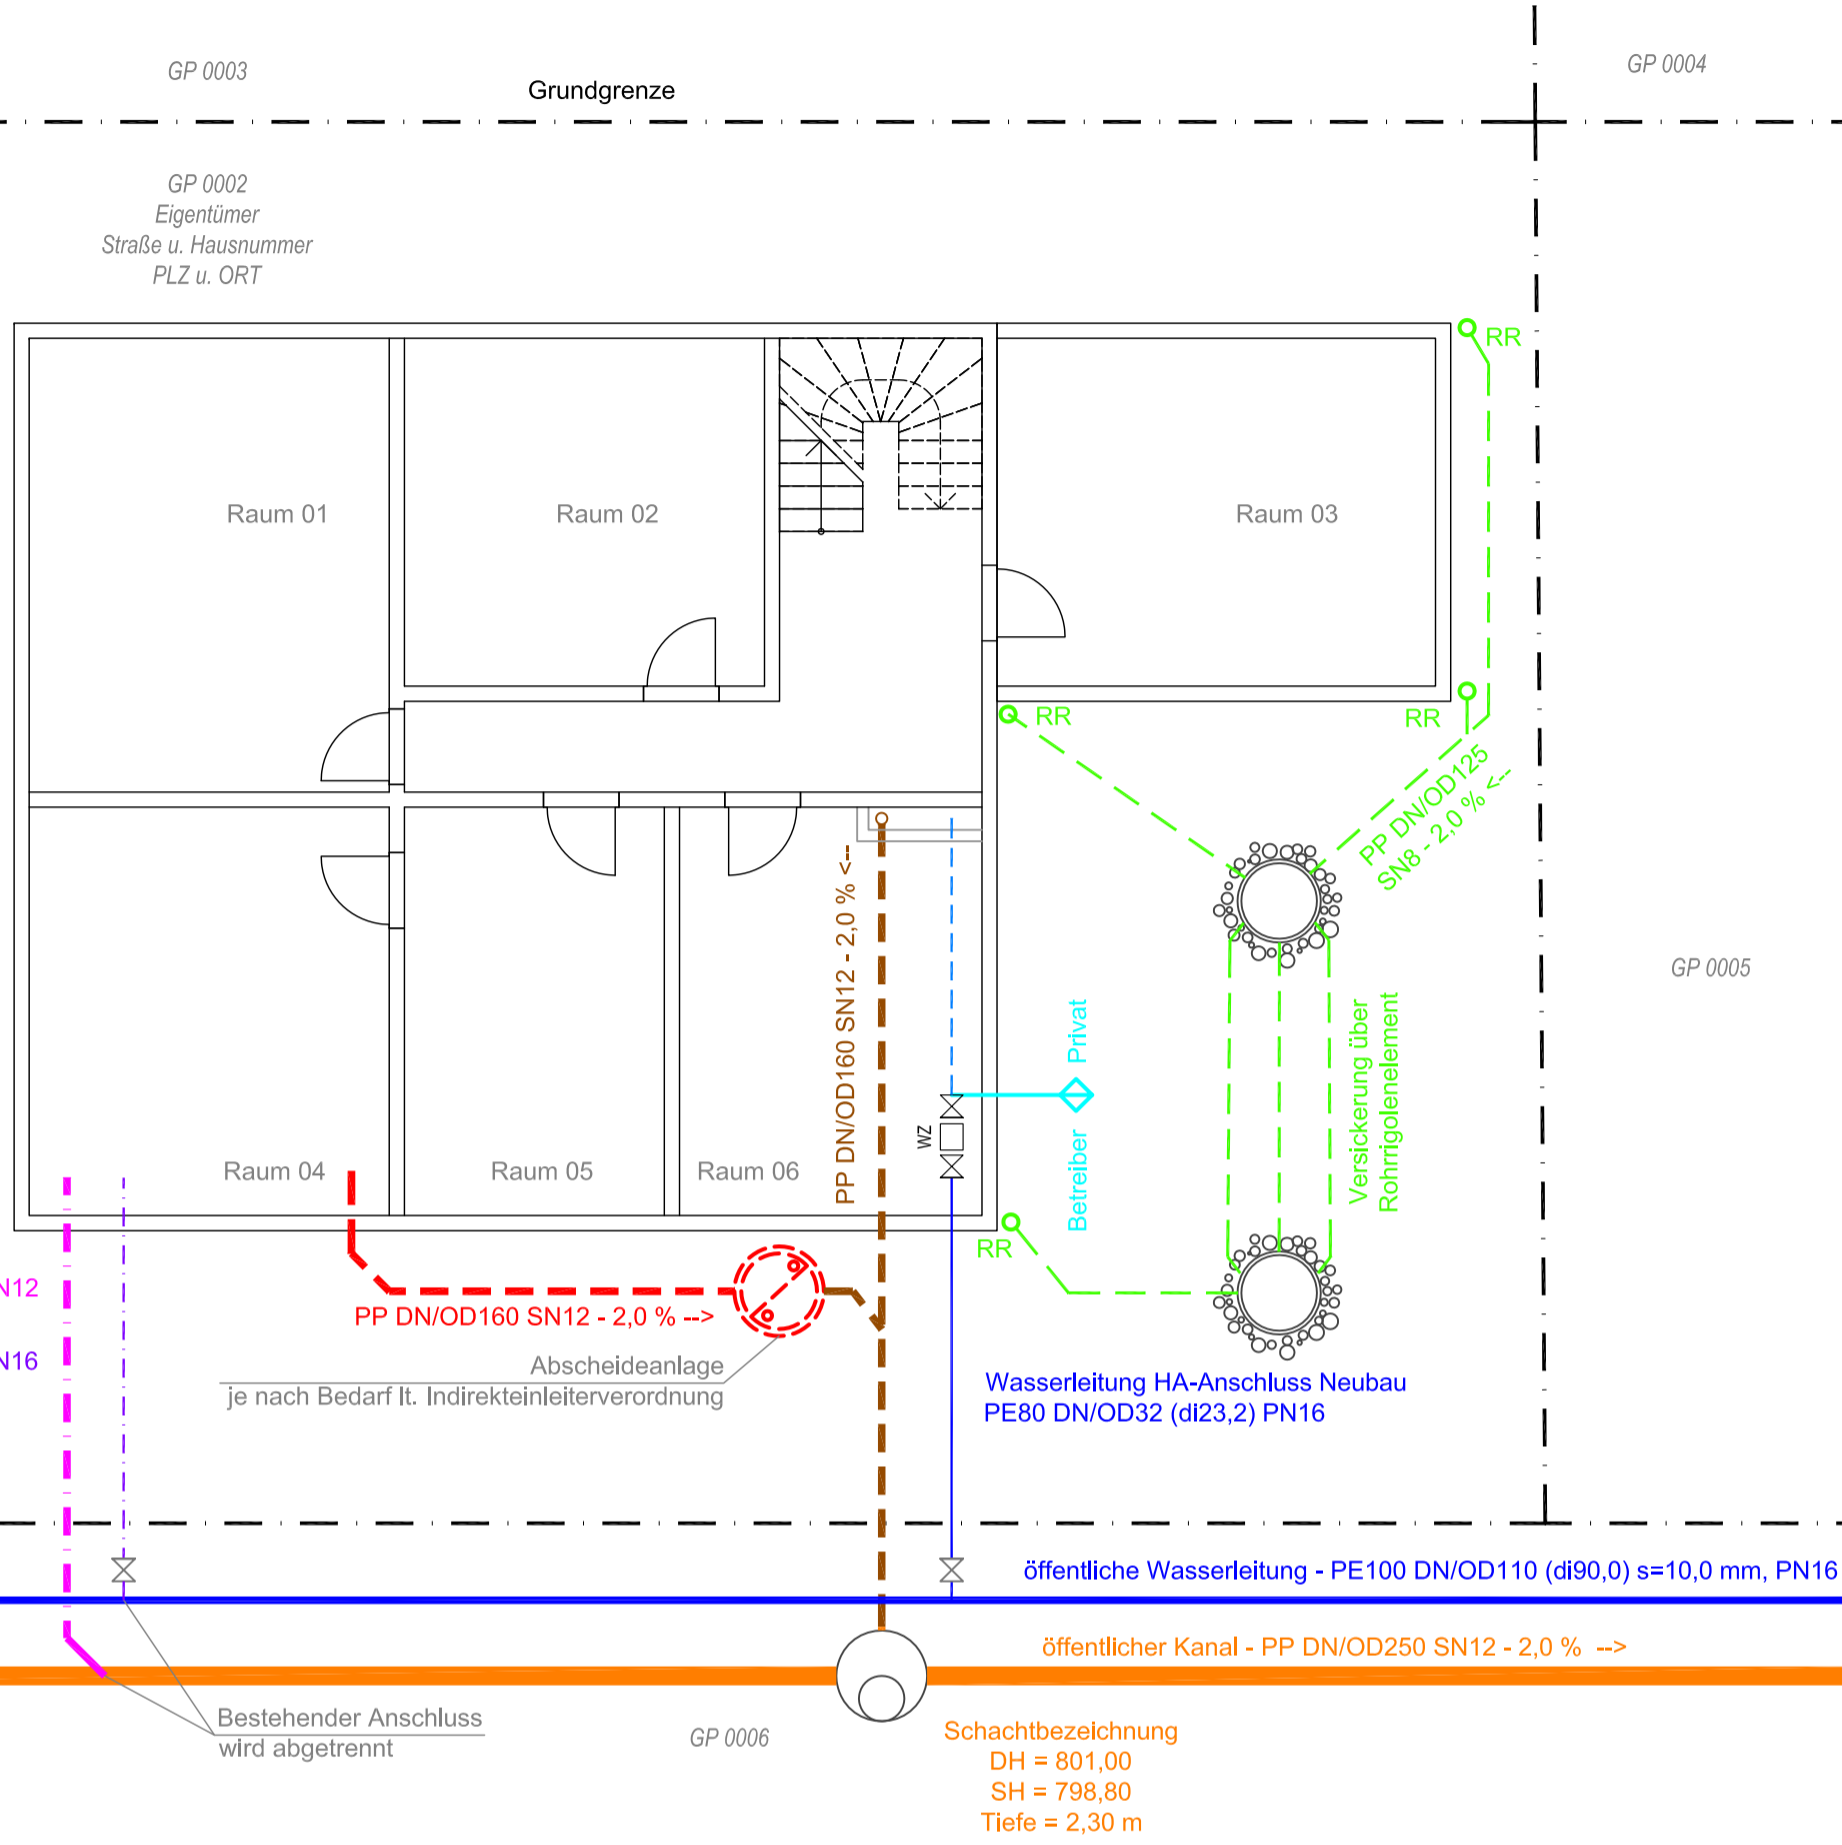 GP 0003
Grundgrenze
GP 0004
GP 0002
Eigentümer
Straße u. Hausnummer
PLZ u. ORT
RR
Raum 01
Raum 02
Raum 03
RR
RR
PP DN/OD125
SN8 - 2,0 % <--
PP DN/OD160 SN12 - 2,0 % <--
GP 0005
Privat
Betreiber
WZ
Versickerung über
Rohrrigolenelement
Raum 04
Raum 05
Raum 06
RR
N12
PP DN/OD160 SN12 - 2,0 % -->
N16
Abscheideanlage
je nach Bedarf lt. Indirekteinleiterverordnung
Wasserleitung HA-Anschluss Neubau
PE80 DN/OD32 (di23,2) PN16
öffentliche Wasserleitung - PE100 DN/OD110 (di90,0) s=10,0 mm, PN16
öffentlicher Kanal - PP DN/OD250 SN12 - 2,0 % -->
Bestehender Anschluss
wird abgetrennt
GP 0006
Schachtbezeichnung
DH = 801,00
SH = 798,80
Tiefe = 2,30 m